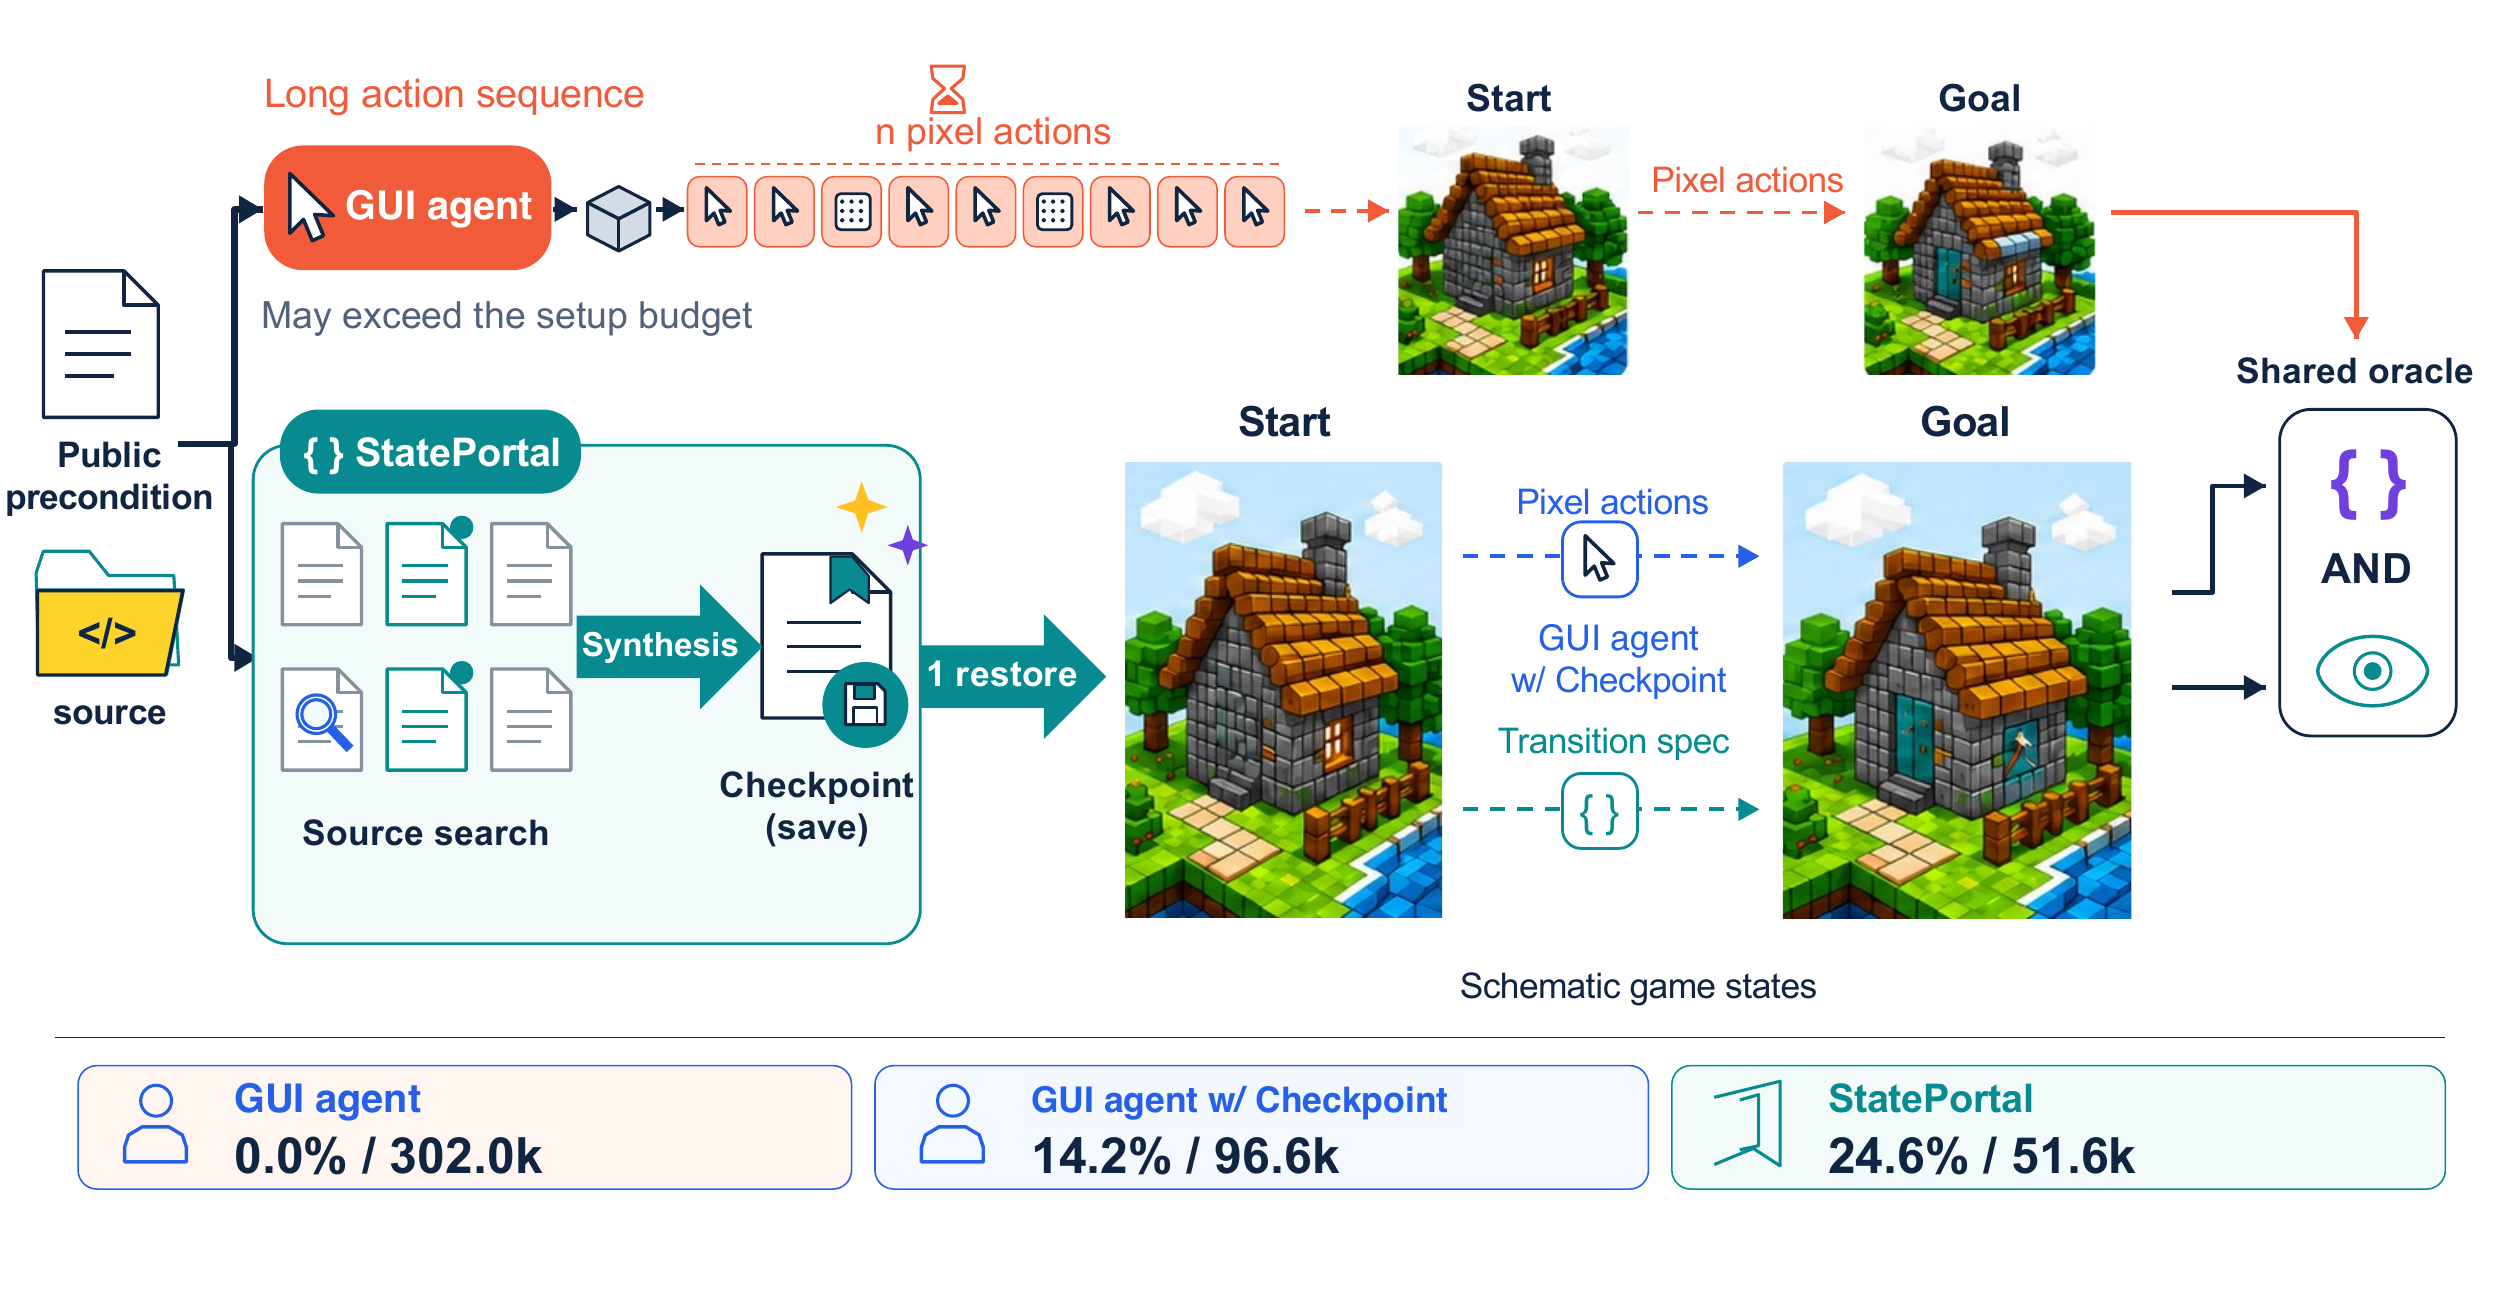 Long action sequence
n pixel actions
GUI agent
May exceed the setup budget
Start
Pixel actions
Goal
Public
precondition
</>
source
{ } StatePortal
Source search
Synthesis
Checkpoint
(save)
1 restore
Start
Pixel actions
GUI agent
w/ Checkpoint
Transition spec
{ }
Goal
Shared oracle
{ }
AND
Schematic game states
GUI agent
0.0% / 302.0k
GUI agent w/ Checkpoint
14.2% / 96.6k
StatePortal
24.6% / 51.6k